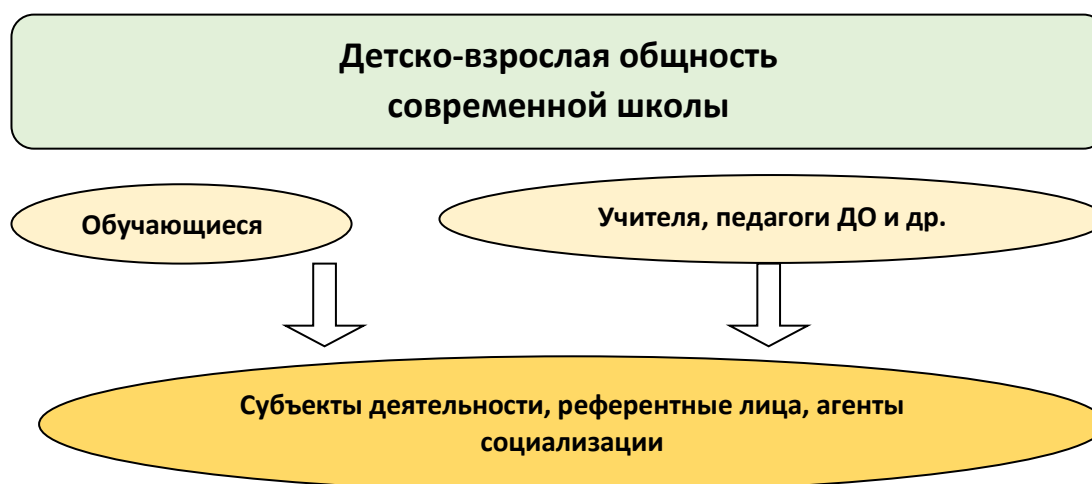 Детско-взрослая общность
современной школы
Обучающиеся
Учителя, педагоги ДО и др.
Субъекты деятельности, референтные лица, агенты
социализации